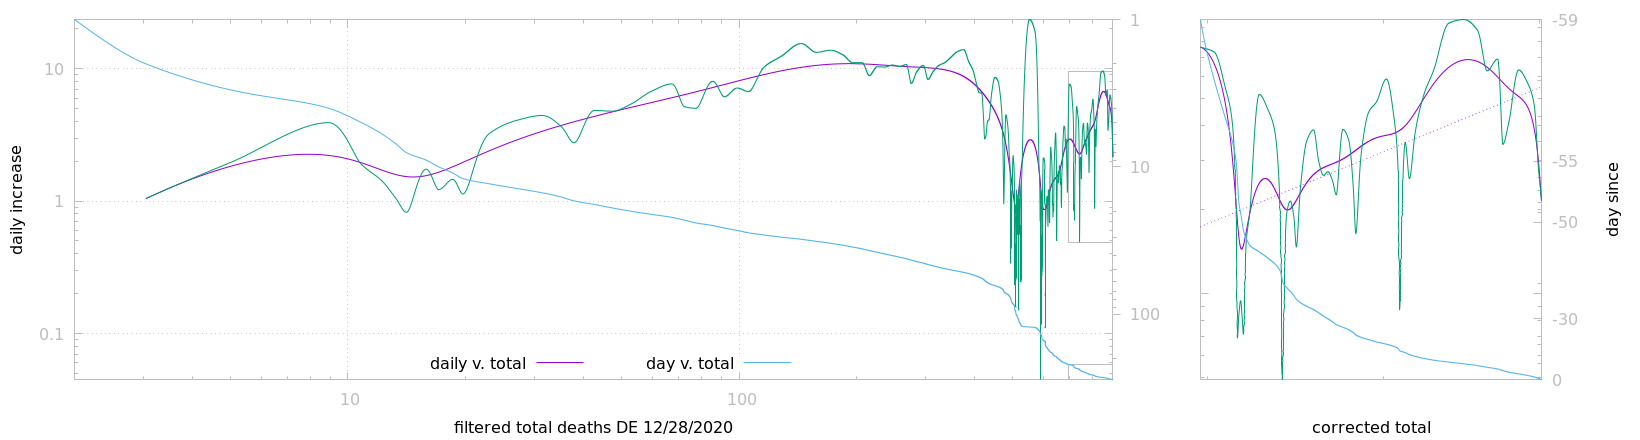 1
-59
10
daily increase
-55
10
day since
1
-50
100
-30
0.1
daily v. total
day v. total
0
10
100
filtered total deaths DE 12/28/2020
corrected total